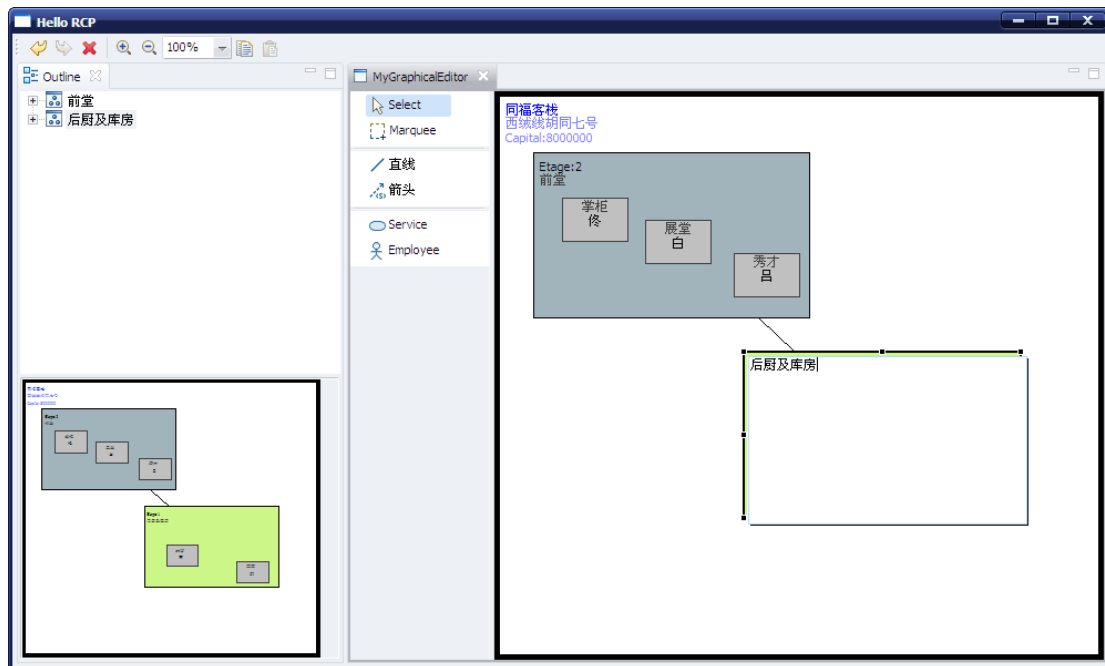 Hello RCP
100%
Outline
前堂
后厨及库房
MyGraphicalEditor
Select
Marquee
直线
箭头
Service
Employee
同福客栈
西绒线胡同七号
Capital:8000000
Etage:2
前堂
掌柜
佟
展堂
白
秀才
吕
后厨及库房